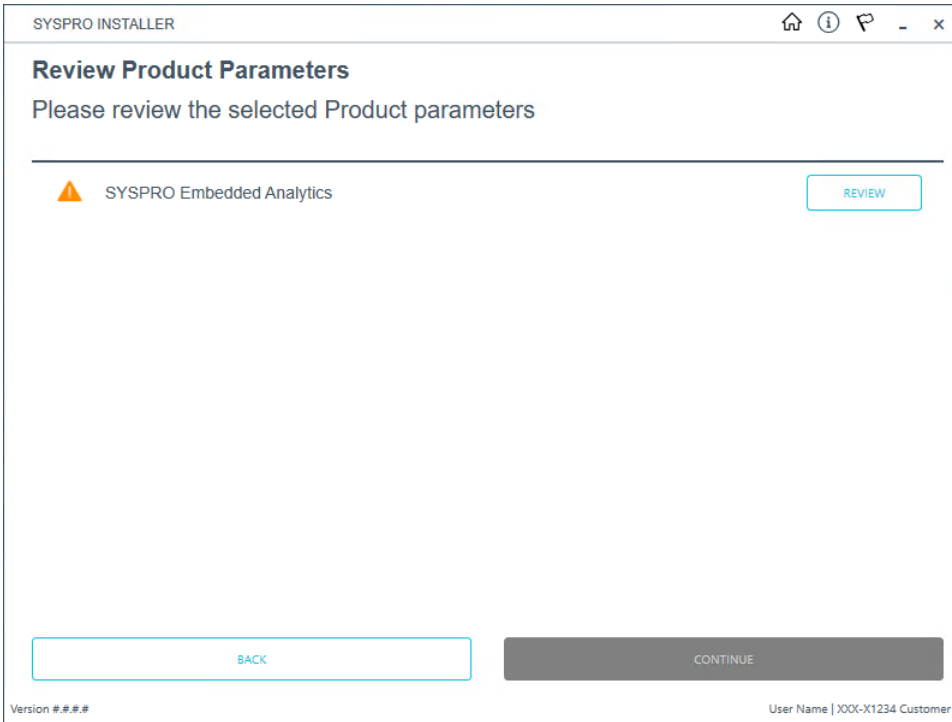 SYSPRO INSTALLER
Review Product Parameters
Please review the selected Product parameters
SYSPRO Embedded Analytics
REVIEW
BACK
CONTINUE
Version #.#.#.#
User Name | XXX-X1234 Customer